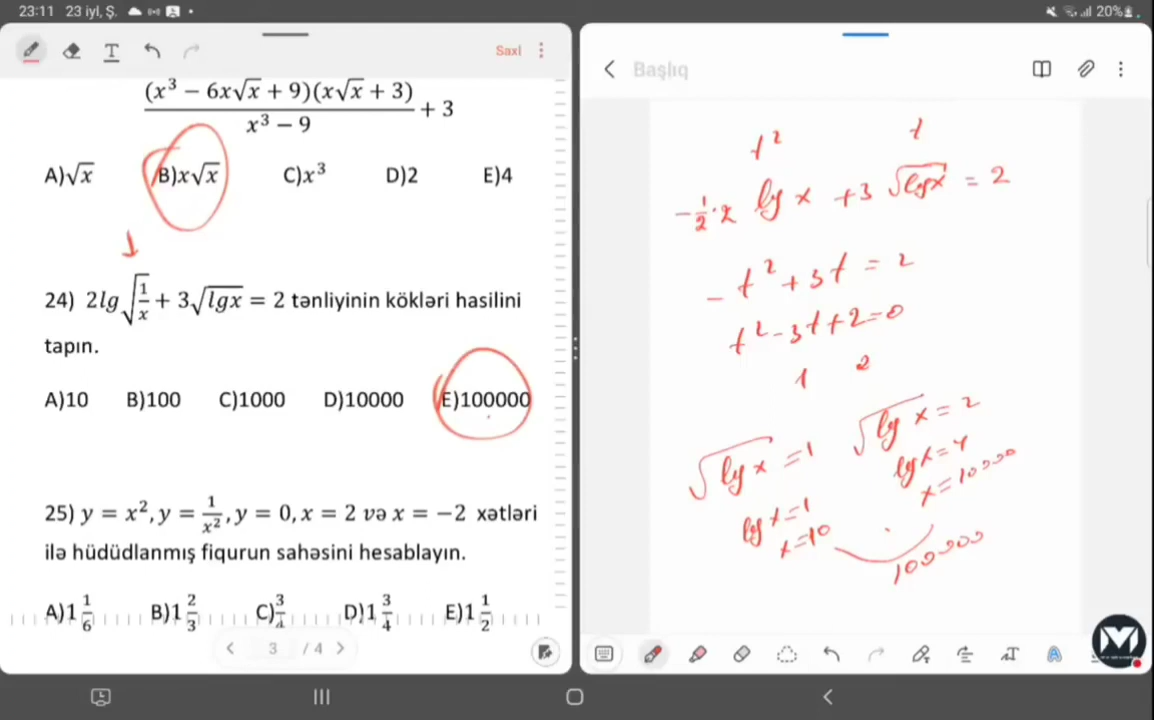 23:11 23 iyl, Ş.
20%
Saxl
(x³ − 6x√x + 9)(x√x + 3)
x³ − 9
+ 3
A)√x B)x√x C)x³ D)2 E)4
24) 2lg √(1/x) + 3√lgx = 2 tənliyinin kökləri hasilini
tapın.
A)10 B)100 C)1000 D)10000 E)100000
25) y = x², y = 1/x², y = 0, x = 2 və x = −2 xətləri
ilə hüdüdlanmış fiqurun sahəsini hesablayın.
A)1 1/6 B)1 2/3 C)3/4 D)1 3/4 E)1 1/2
3 / 4
Başlıq
t² t
-1/2·2 lg x + 3 √lgx = 2
- t² + 3t = 2
t² - 3t + 2 = 0
1 2
√lg x = 1 √lg x = 2
lg x = 1 lg x = 4
x = 10 x = 10000
100000